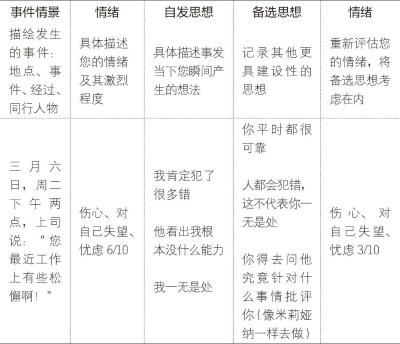 事件情景
情绪
自发思想
备选思想
情绪
描绘发生
的事件：
地点、事
件、经过、
同行人物
具体描述
您的情绪
及其激烈
程度
具体描述事发
当下您瞬间产
生的想法
记录其他更
具建设性的
思想
重新评估您
的情绪，将
备选思想考
虑在内
三月六
日，周二
下午两
点，上司
说：“您
最近工作
上有些松
懈啊！”
伤心、对
自己失望、
忧虑 6/10
我肯定犯了
很多错
他看出我根
本没什么能力
我一无是处
你平时都很
可靠
人都会犯错，
这不代表你一
无是处
你得去问他
究竟针对什
么事情批评
你（像米莉娅
纳一样去做）
伤心、对
自己失望、
忧虑 3/10